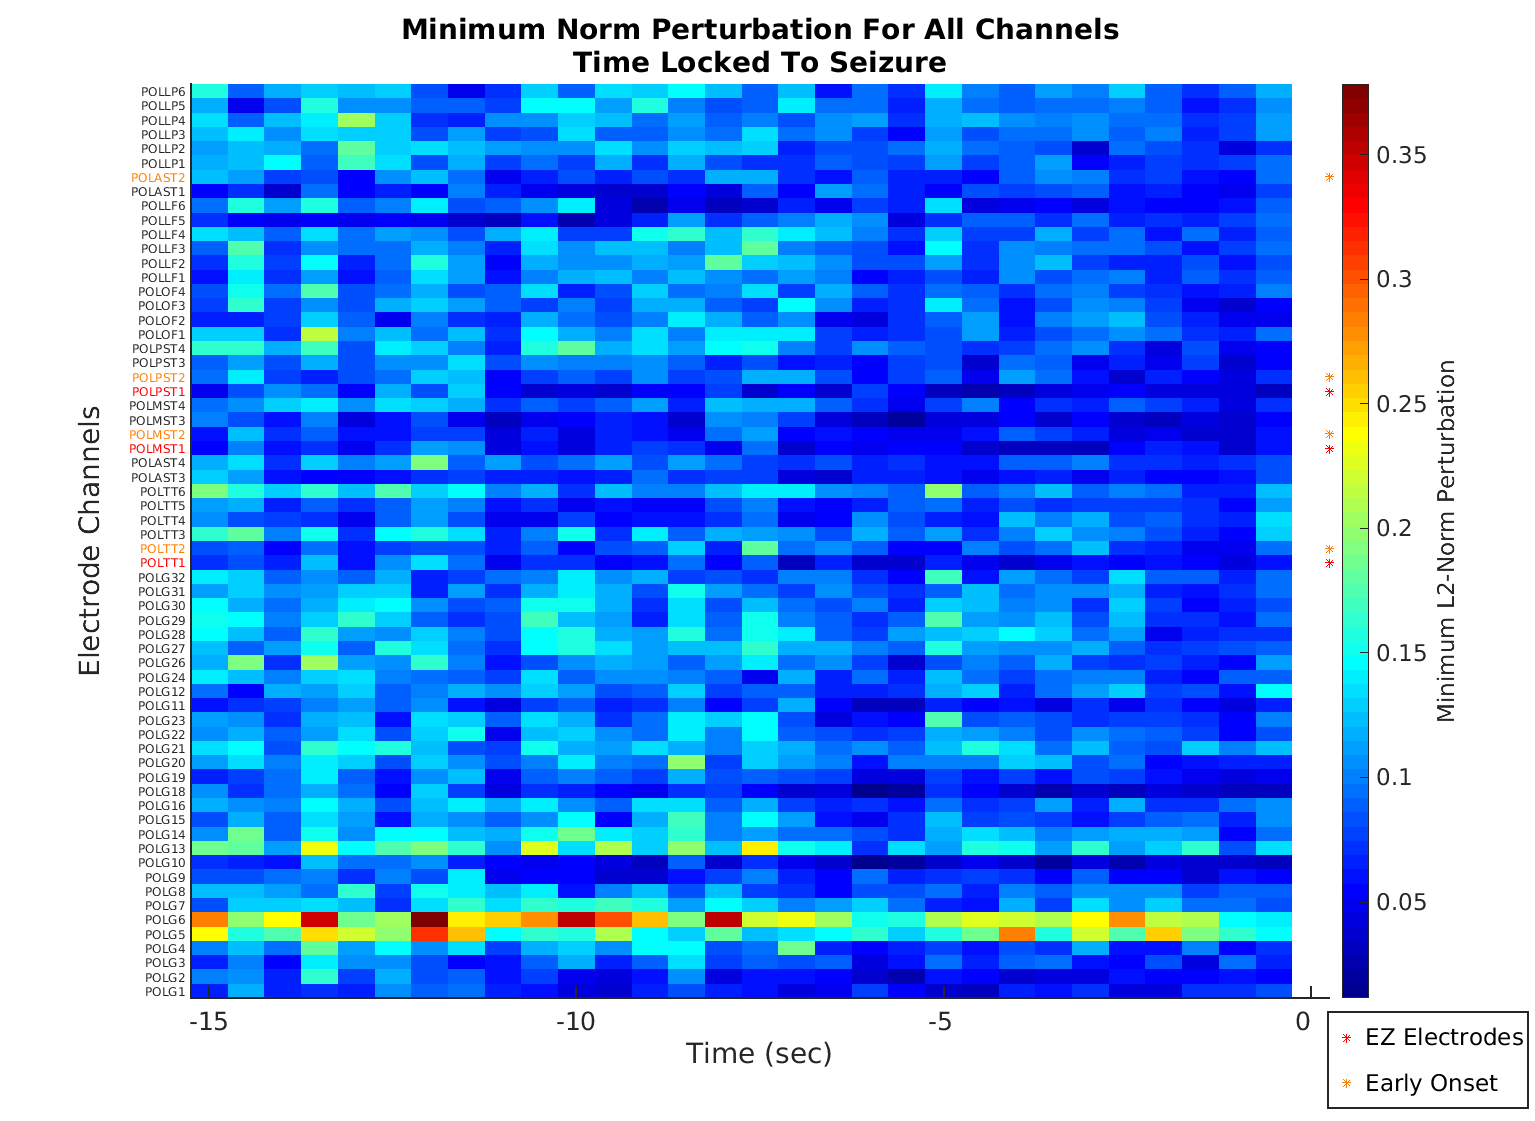 Minimum Norm Perturbation For All Channels
Time Locked To Seizure
Electrode Channels
POLLP6
POLLP5
POLLP4
POLLP3
POLLP2
POLLP1
POLAST2
POLAST1
POLLF6
POLLF5
POLLF4
POLLF3
POLLF2
POLLF1
POLOF4
POLOF3
POLOF2
POLOF1
POLPST4
POLPST3
POLPST2
POLPST1
POLMST4
POLMST3
POLMST2
POLMST1
POLAST4
POLAST3
POLTT6
POLTT5
POLTT4
POLTT3
POLTT2
POLTT1
POLG32
POLG31
POLG30
POLG29
POLG28
POLG27
POLG26
POLG24
POLG12
POLG11
POLG23
POLG22
POLG21
POLG20
POLG19
POLG18
POLG16
POLG15
POLG14
POLG13
POLG10
POLG9
POLG8
POLG7
POLG6
POLG5
POLG4
POLG3
POLG2
POLG1
-15 -10 -5 0
Time (sec)
0.35
0.3
0.25
0.2
0.15
0.1
0.05
Minimum L2-Norm Perturbation
EZ Electrodes
Early Onset